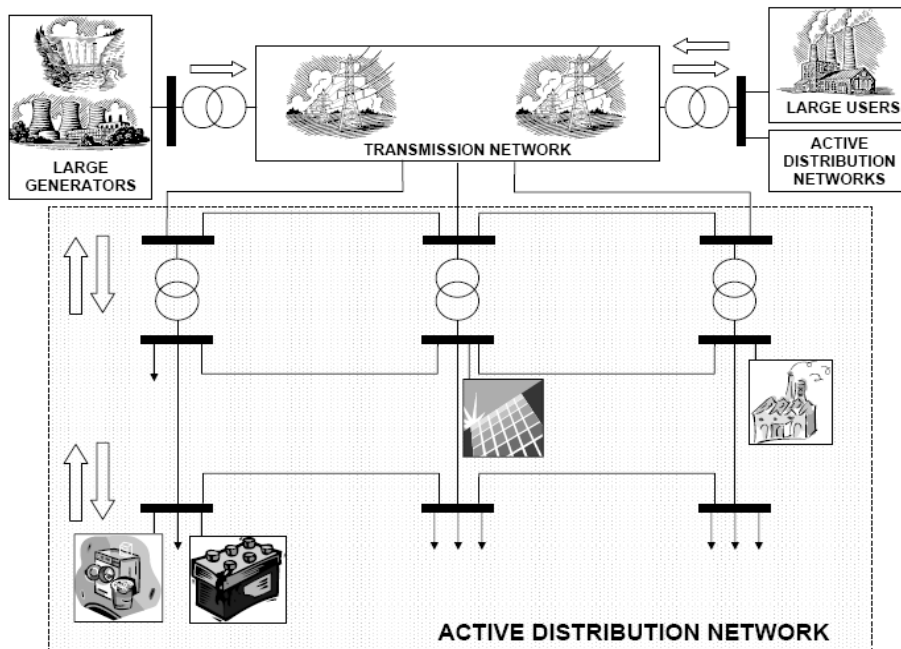 LARGE
GENERATORS
TRANSMISSION NETWORK
LARGE USERS
ACTIVE
DISTRIBUTION
NETWORKS
ACTIVE DISTRIBUTION NETWORK